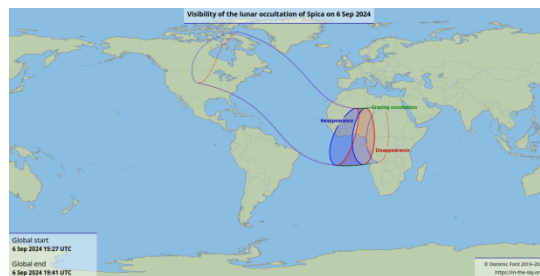 Visibility of the lunar occultation of Spica on 6 Sep 2024
Grazing occultation
Reappearance
Disappearance
Global start
6 Sep 2024 15:27 UTC
Global end
6 Sep 2024 19:41 UTC
© Dominic Ford 2019–20
https://in-the-sky.or